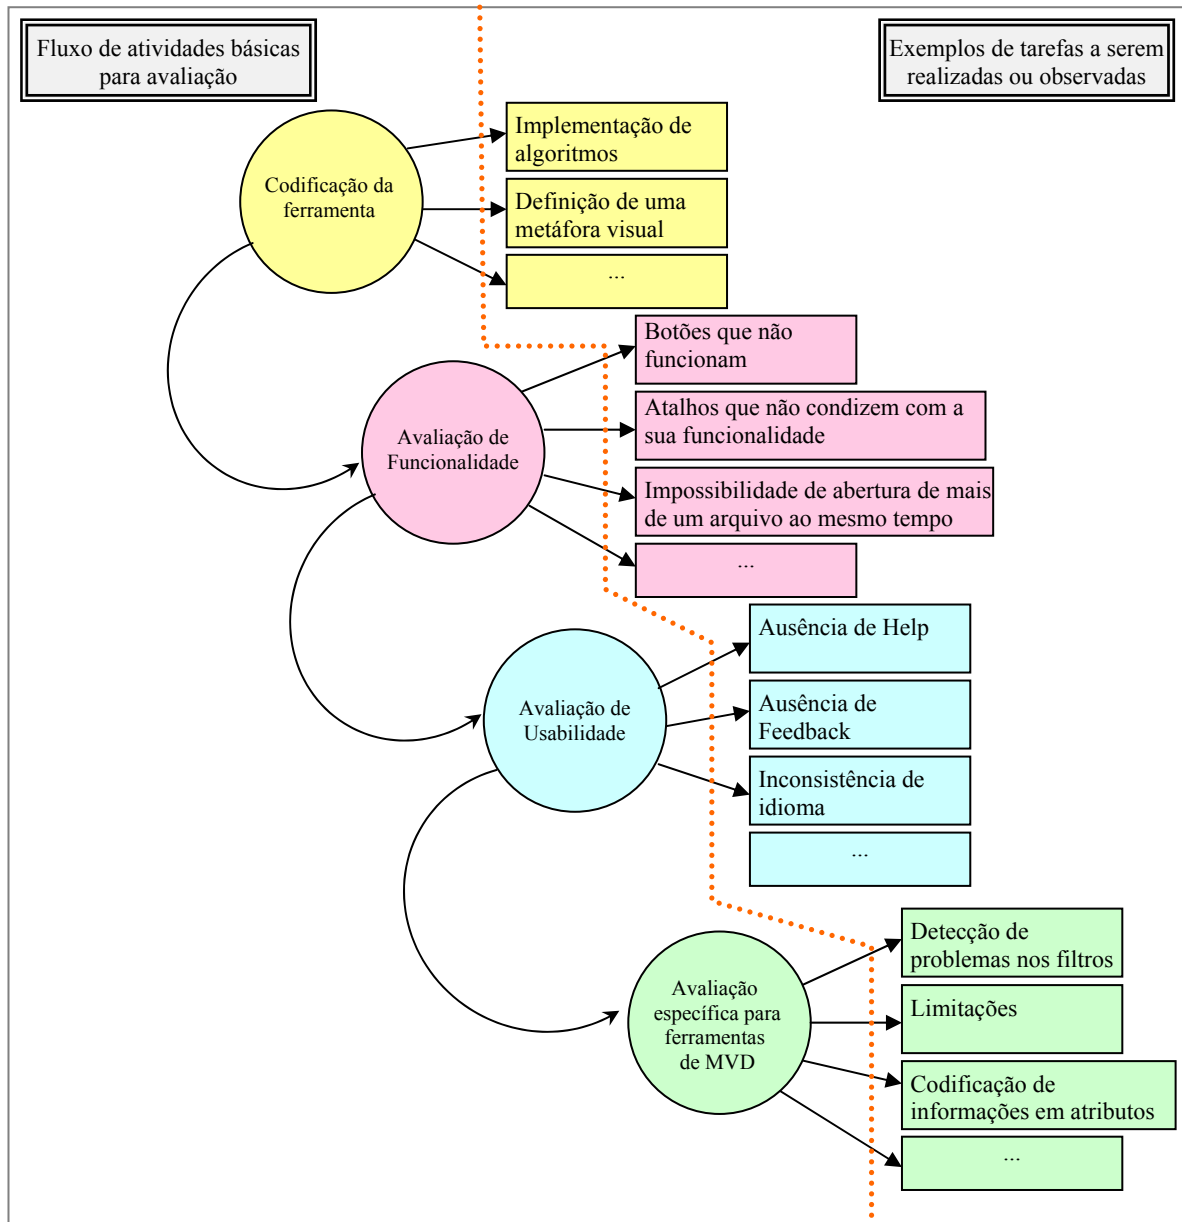 Fluxo de atividades básicas
para avaliação
Exemplos de tarefas a serem
realizadas ou observadas
Codificação da
ferramenta
Implementação de
algoritmos
Definição de uma
metáfora visual
...
Avaliação de
Funcionalidade
Botões que não
funcionam
Atalhos que não condizem com a
sua funcionalidade
Impossibilidade de abertura de mais
de um arquivo ao mesmo tempo
...
Avaliação de
Usabilidade
Ausência de Help
Ausência de
Feedback
Inconsistência de
idioma
...
Avaliação
específica para
ferramentas
de MVD
Detecção de
problemas nos filtros
Limitações
Codificação de
informações em atributos
...